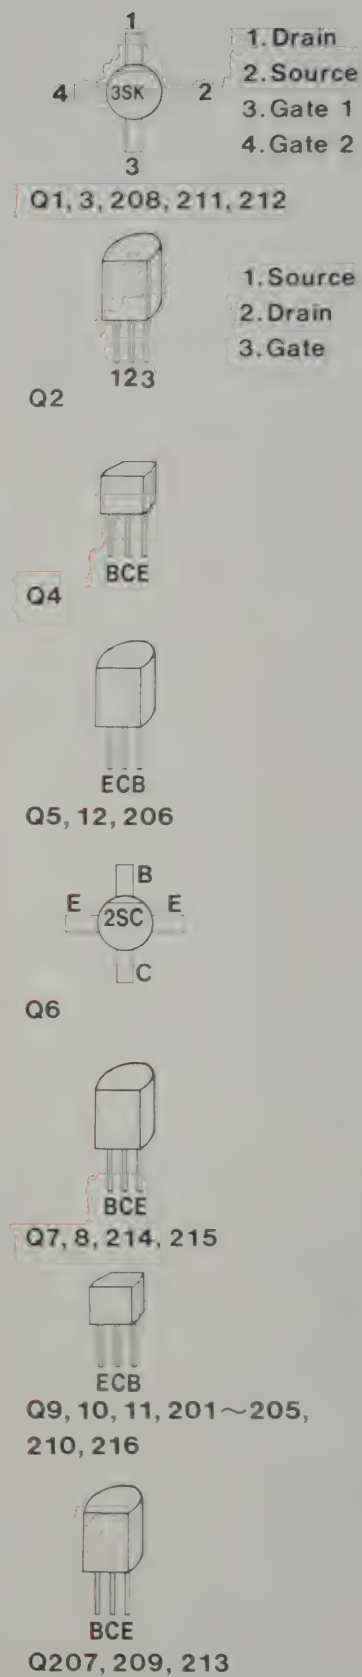 1
1. Drain
4 3SK 2
2. Source
3. Gate 1
3
4. Gate 2
Q1, 3, 208, 211, 212
1. Source
2. Drain
3. Gate
123
Q2
BCE
Q4
ECB
Q5, 12, 206
B
E 2SC E
C
Q6
BCE
Q7, 8, 214, 215
ECB
Q9, 10, 11, 201～205,
210, 216
BCE
Q207, 209, 213